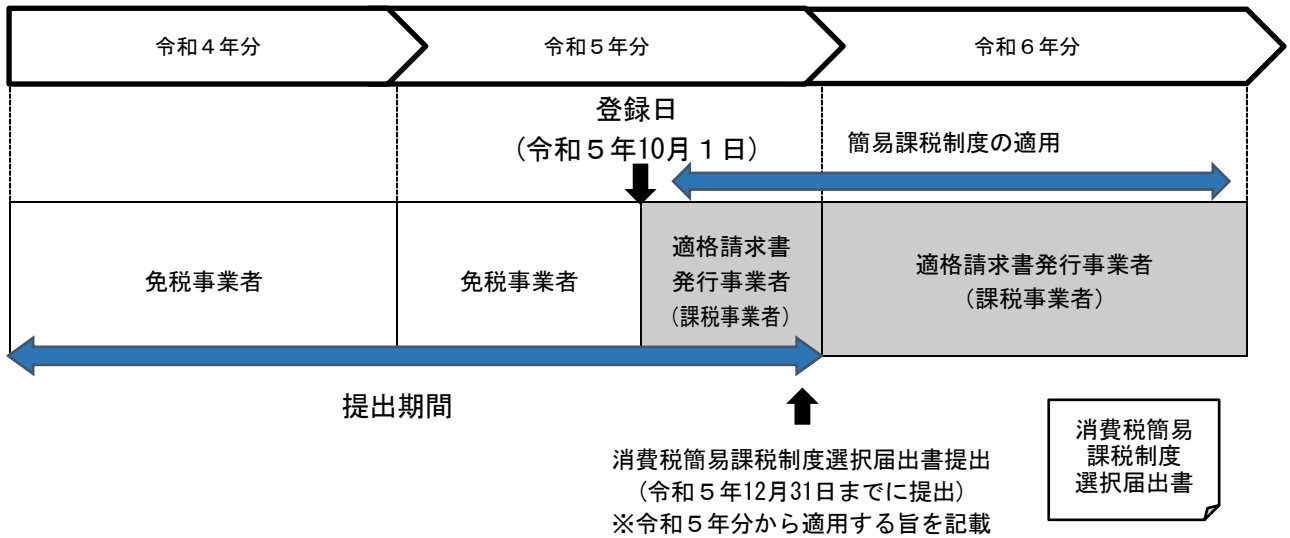 令和４年分
令和５年分
令和６年分
登録日
（令和５年10月１日）
簡易課税制度の適用
免税事業者
免税事業者
適格請求書
発行事業者
（課税事業者）
適格請求書発行事業者
（課税事業者）
提出期間
消費税簡易課税制度選択届出書提出
（令和５年12月31日までに提出）
※令和５年分から適用する旨を記載
消費税簡易
課税制度
選択届出書